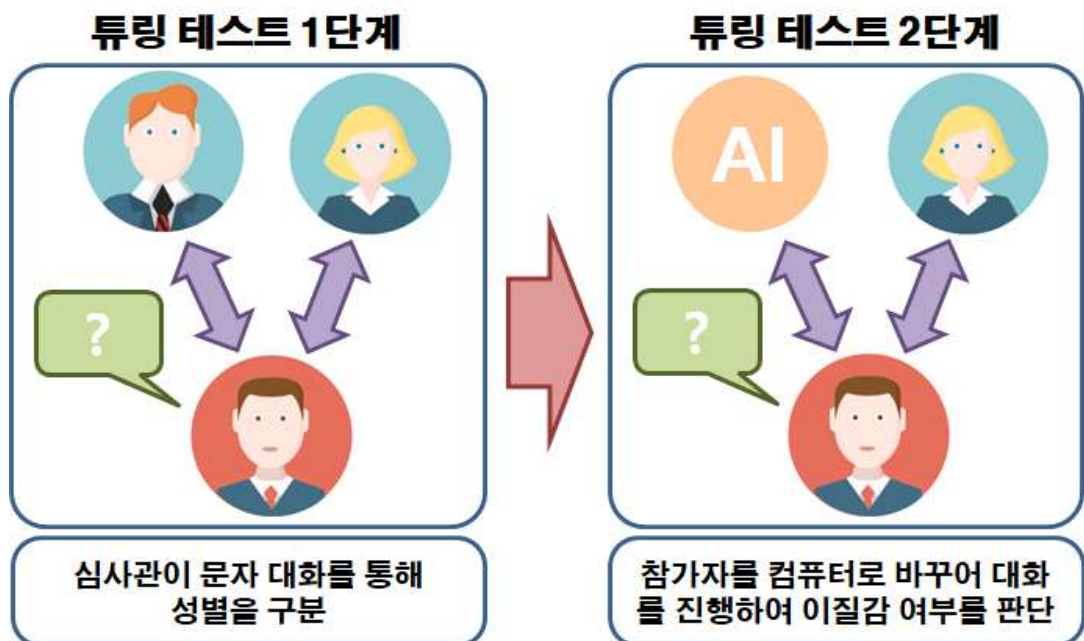 튜링 테스트 1단계
튜링 테스트 2단계
AI
?
?
심사관이 문자 대화를 통해
성별을 구분
참가자를 컴퓨터로 바꾸어 대화
를 진행하여 이질감 여부를 판단